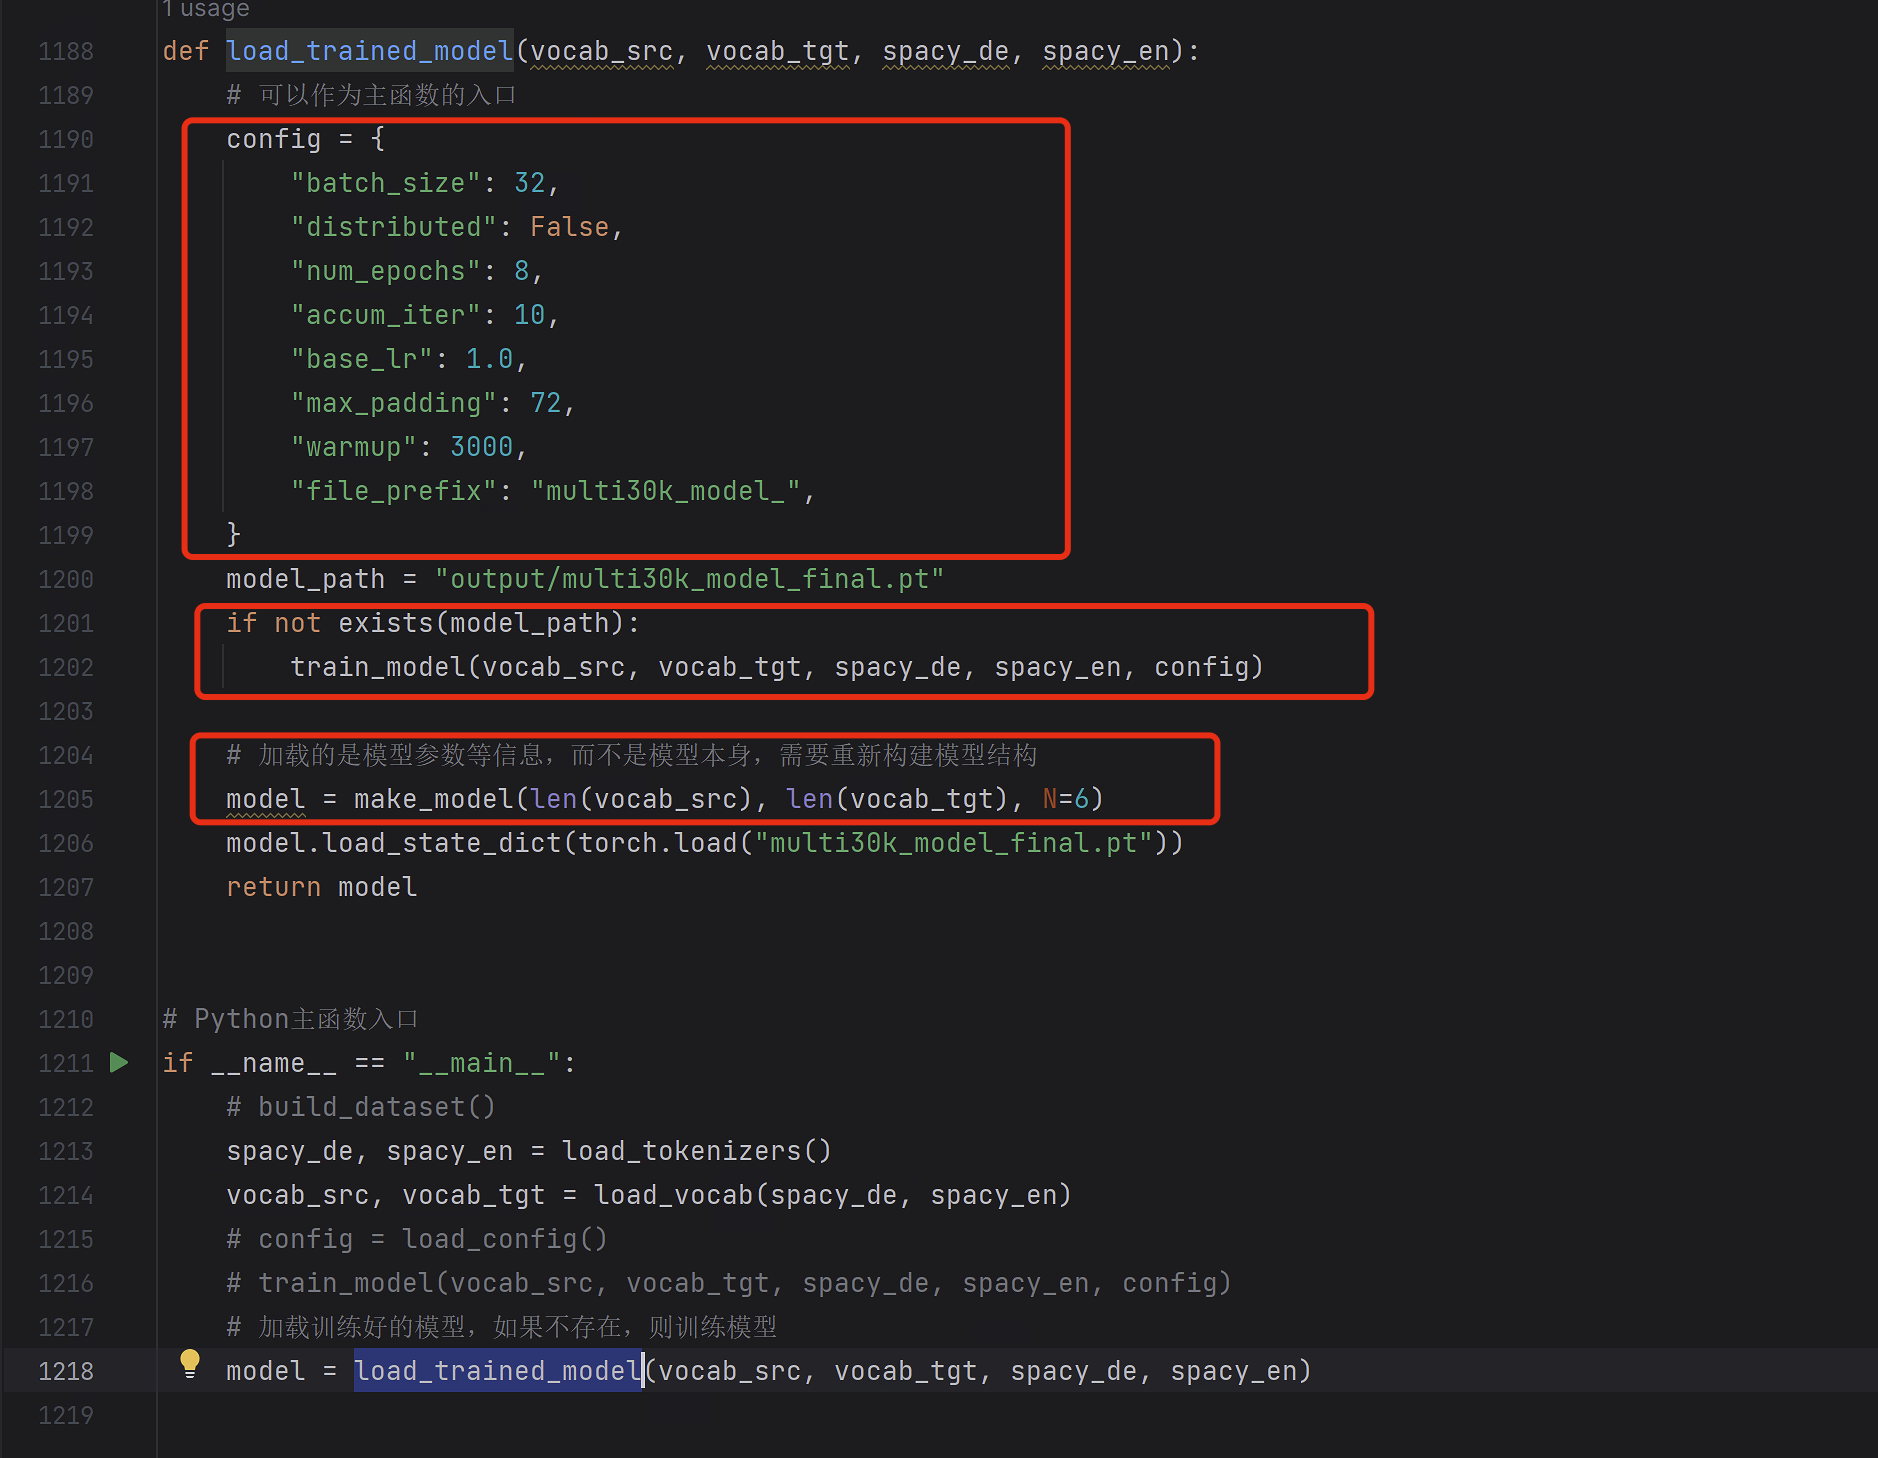 1 usage
1188 def load_trained_model(vocab_src, vocab_tgt, spacy_de, spacy_en):
1189     # 可以作为主函数的入口
1190     config = {
1191         "batch_size": 32,
1192         "distributed": False,
1193         "num_epochs": 8,
1194         "accum_iter": 10,
1195         "base_lr": 1.0,
1196         "max_padding": 72,
1197         "warmup": 3000,
1198         "file_prefix": "multi30k_model_",
1199     }
1200     model_path = "output/multi30k_model_final.pt"
1201     if not exists(model_path):
1202         train_model(vocab_src, vocab_tgt, spacy_de, spacy_en, config)
1203
1204     # 加载的是模型参数等信息，而不是模型本身，需要重新构建模型结构
1205     model = make_model(len(vocab_src), len(vocab_tgt), N=6)
1206     model.load_state_dict(torch.load("multi30k_model_final.pt"))
1207     return model
1208
1209
1210 # Python主函数入口
1211 if __name__ == "__main__":
1212     # build_dataset()
1213     spacy_de, spacy_en = load_tokenizers()
1214     vocab_src, vocab_tgt = load_vocab(spacy_de, spacy_en)
1215     # config = load_config()
1216     # train_model(vocab_src, vocab_tgt, spacy_de, spacy_en, config)
1217     # 加载训练好的模型，如果不存在，则训练模型
1218     model = load_trained_model(vocab_src, vocab_tgt, spacy_de, spacy_en)
1219